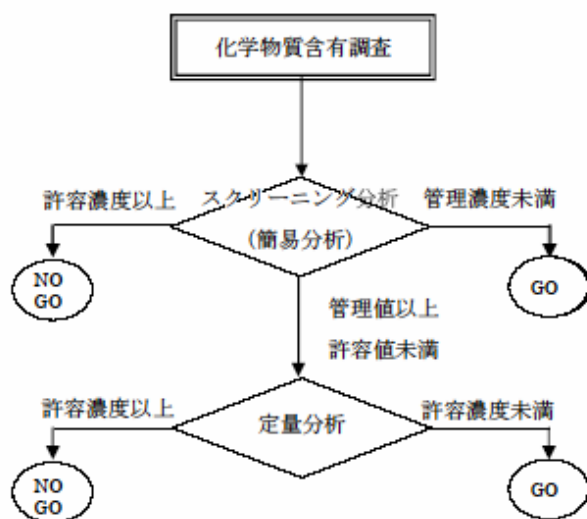 化学物質含有調査
許容濃度以上
スクリーニング分析
管理濃度未満
(簡易分析)
NO
GO
GO
管理値以上
許容値未満
許容濃度以上
定量分析
許容濃度未満
NO
GO
GO